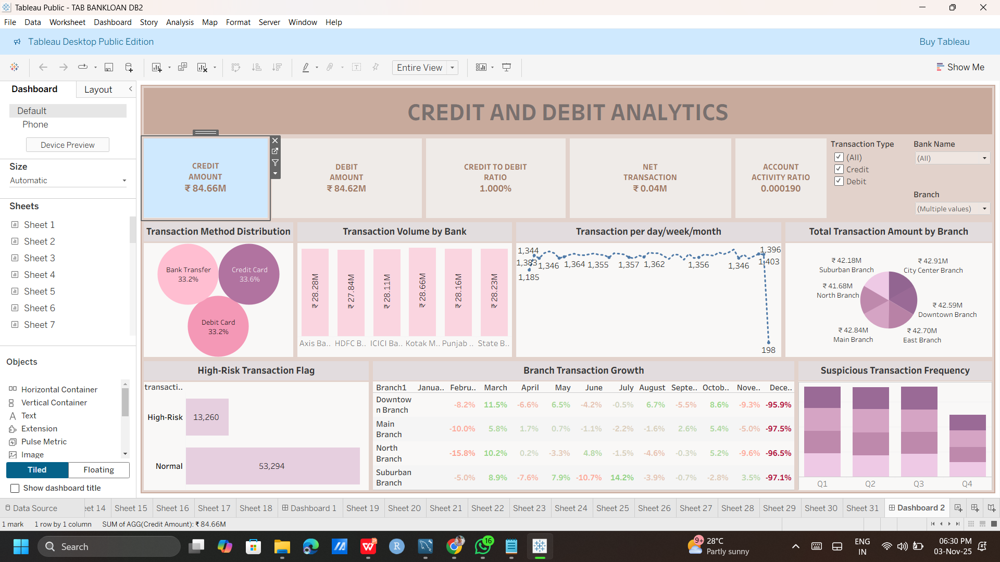 Tableau Public - TAB BANKLOAN DB2
File Data Worksheet Dashboard Story Analysis Map Format Server Window Help
Tableau Desktop Public Edition
Buy Tableau
Entire View
Show Me
Dashboard
Layout
Default
Phone
Device Preview
Size
Automatic
Sheets
Sheet 1
Sheet 2
Sheet 3
Sheet 4
Sheet 5
Sheet 6
Sheet 7
Objects
Horizontal Container
Vertical Container
Text
Extension
Pulse Metric
Image
Tiled
Floating
Show dashboard title
CREDIT AND DEBIT ANALYTICS
CREDIT
AMOUNT
₹ 84.66M
DEBIT
AMOUNT
₹ 84.62M
CREDIT TO DEBIT
RATIO
1.000%
NET
TRANSACTION
₹ 0.04M
ACCOUNT
ACTIVITY RATIO
0.000190
Transaction Type
(All)
Credit
Debit
Bank Name
(All)
Branch
(Multiple values)
Transaction Method Distribution
Bank Transfer
33.2%
Credit Card
33.6%
Debit Card
33.2%
Transaction Volume by Bank
₹ 28.28M
₹ 27.84M
₹ 28.11M
₹ 28.66M
₹ 28.16M
₹ 28.23M
Axis Ba.. HDFC B.. ICICI Ba.. Kotak M.. Punjab .. State B..
Transaction per day/week/month
1,344
1,383
1,185
1,346
1,364
1,355
1,357
1,362
1,356
1,346
1,396
1,403
198
Total Transaction Amount by Branch
₹ 42.18M
Suburban Branch
₹ 42.91M
City Center Branch
₹ 41.68M
North Branch
₹ 42.59M
Downtown Branch
₹ 42.84M
Main Branch
₹ 42.70M
East Branch
High-Risk Transaction Flag
transacti..
High-Risk
13,260
Normal
53,294
Branch Transaction Growth
Branch1 Janua.. Febru.. March April May June July August Septe.. Octob.. Nove.. Dece..
Downtow
n Branch
-8.2% 11.5% -6.6% 6.5% -4.2% -0.5% 6.7% -5.5% 8.6% -9.3% -95.9%
Main
Branch
-10.0% 5.8% 1.7% 0.7% -1.1% -2.2% -1.6% 2.6% 5.4% -5.0% -97.5%
North
Branch
-15.8% 10.2% 0.2% -3.3% 4.8% -1.5% -4.6% -0.3% 5.2% -9.6% -96.5%
Suburban
Branch
-5.0% 8.9% -7.6% 7.9% -10.7% 14.2% -3.9% -0.7% -2.8% 3.5% -97.1%
Suspicious Transaction Frequency
Q1 Q2 Q3 Q4
Data Source
eet 14
Sheet 15
Sheet 16
Sheet 17
Sheet 18
Dashboard 1
Sheet 19
Sheet 20
Sheet 21
Sheet 22
Sheet 23
Sheet 24
Sheet 25
Sheet 26
Sheet 27
Sheet 28
Sheet 29
Sheet 30
Sheet 31
Dashboard 2
1 mark 1 row by 1 column SUM of AGG(Credit Amount): ₹ 84.66M
Search
W
R
16
9+
28°C
Partly sunny
ENG
IN
06:30 PM
03-Nov-25